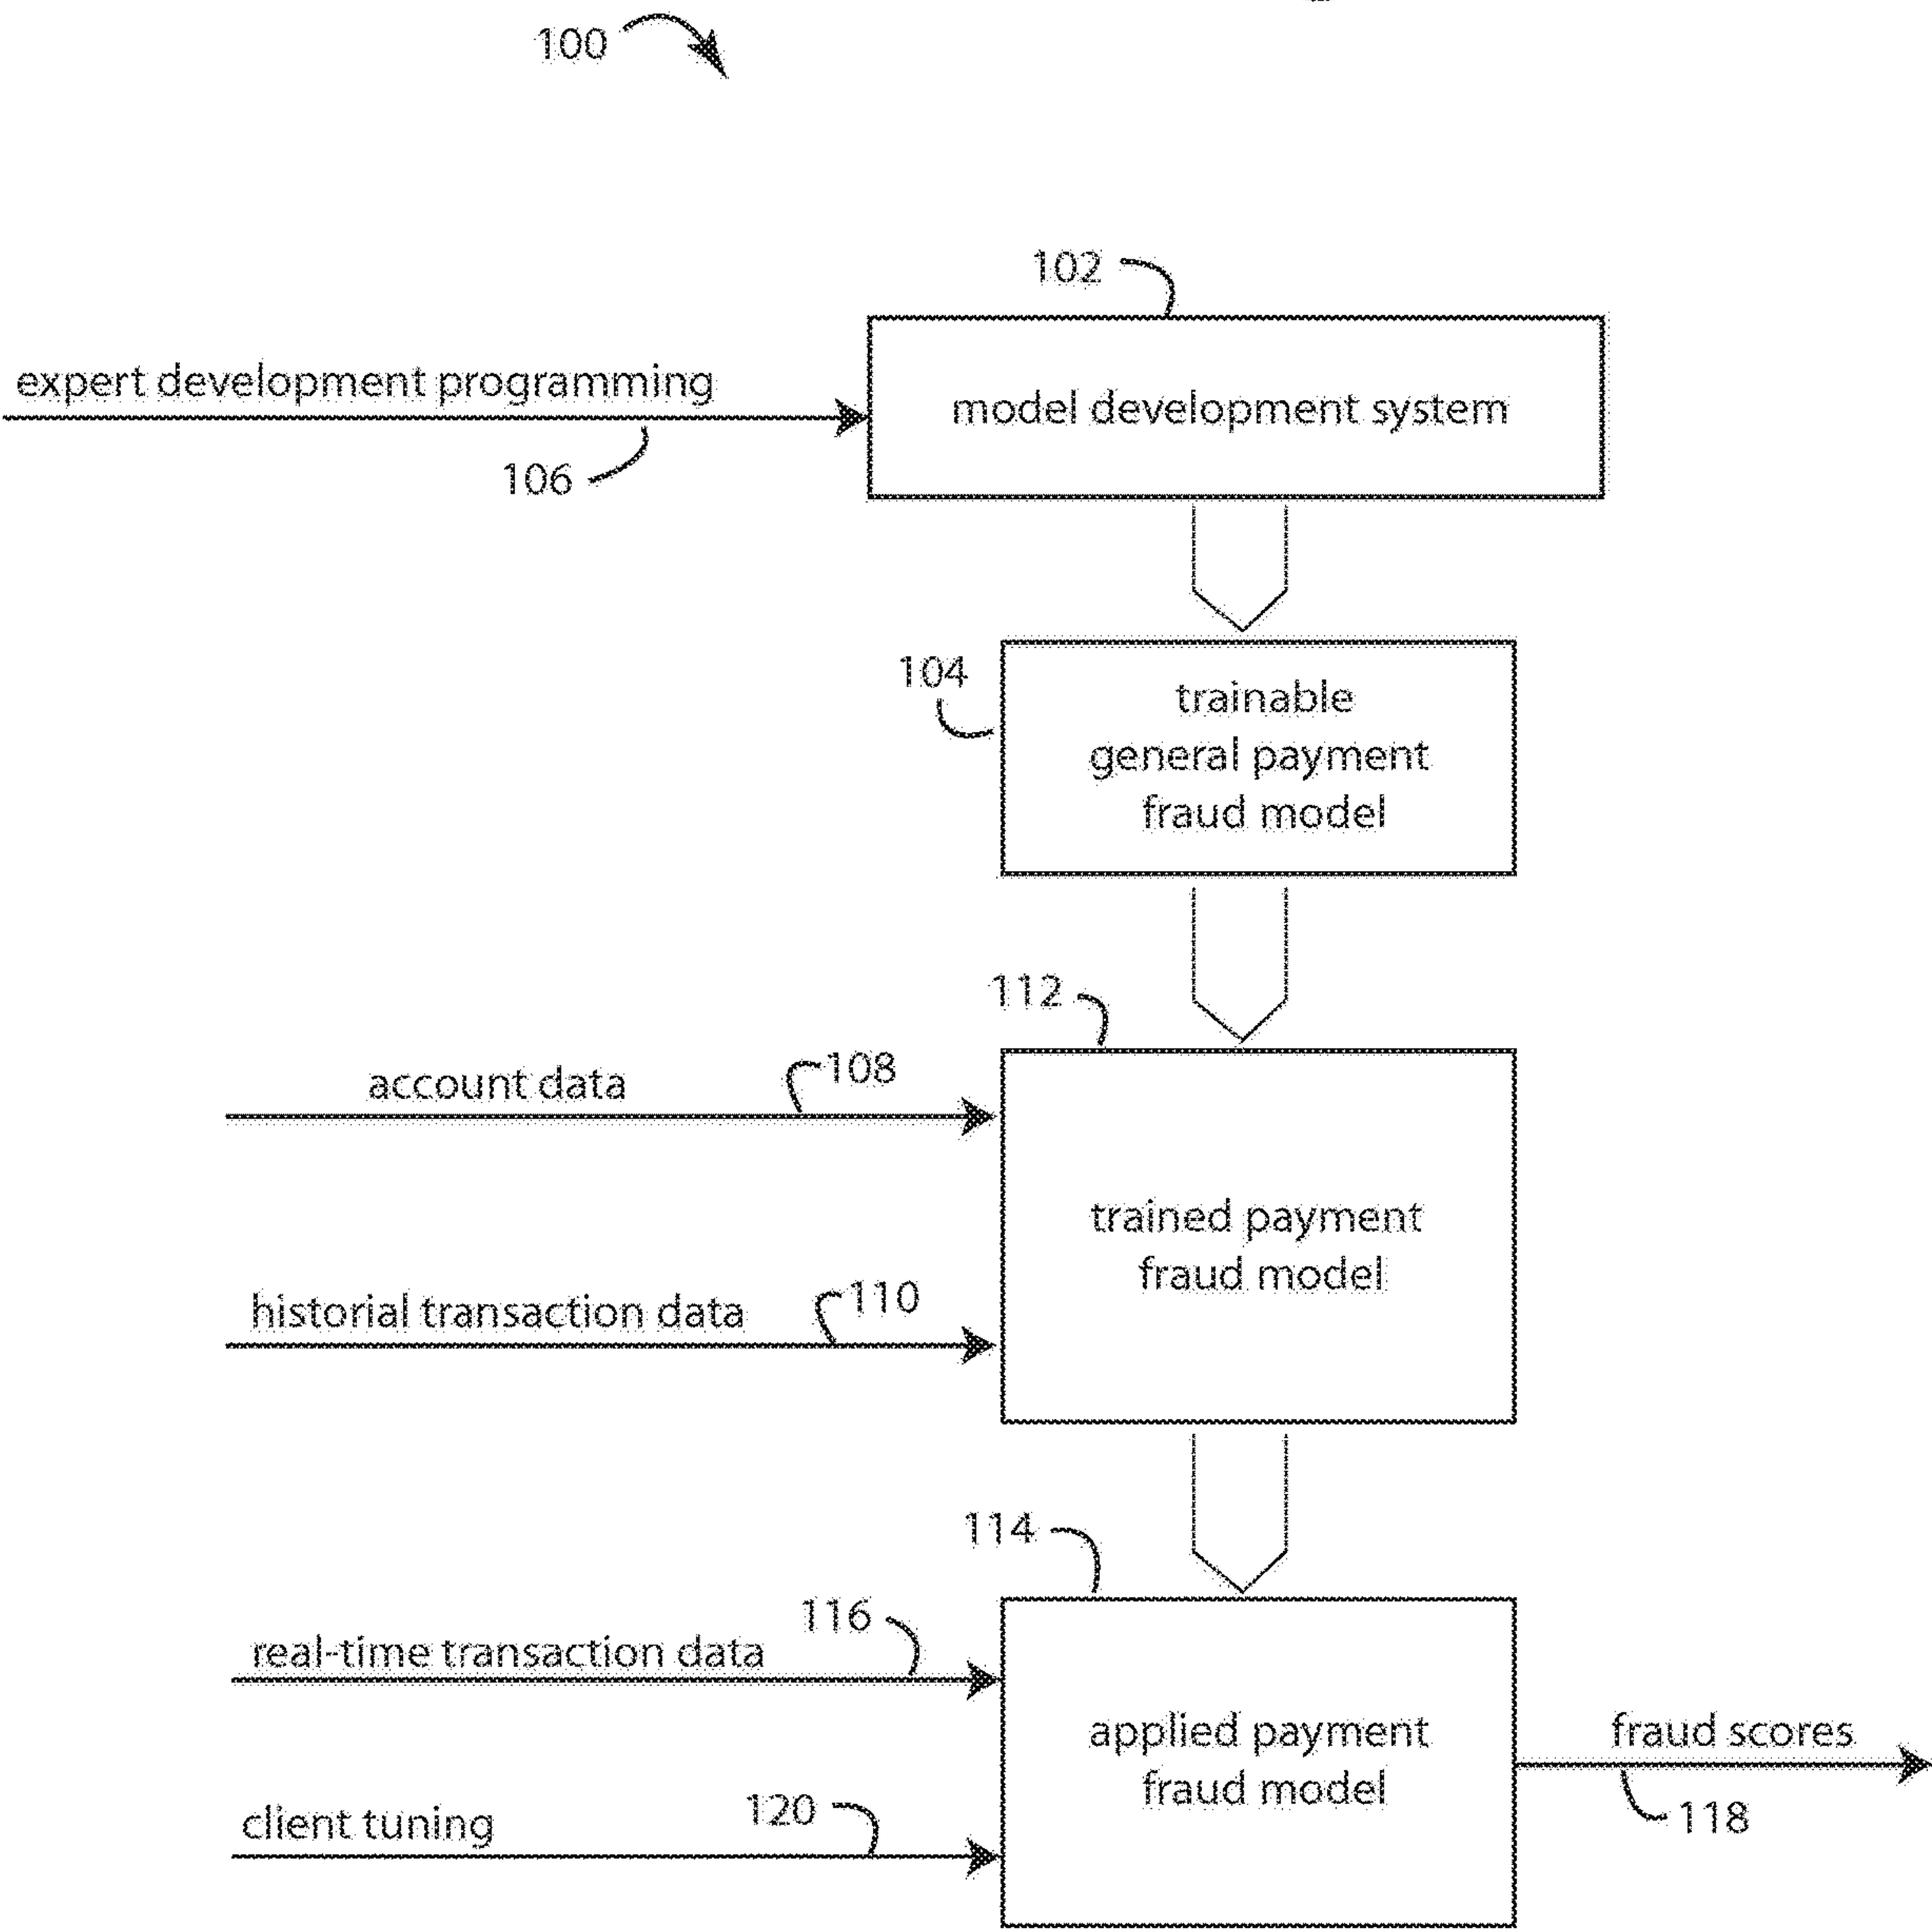 100
102
expert development programming
model development system
106
104
trainable
general payment
fraud model
112
account data
108
trained payment
fraud model
historial transaction data
110
114
116
real-time transaction data
applied payment
fraud model
fraud scores
client tuning
120
118